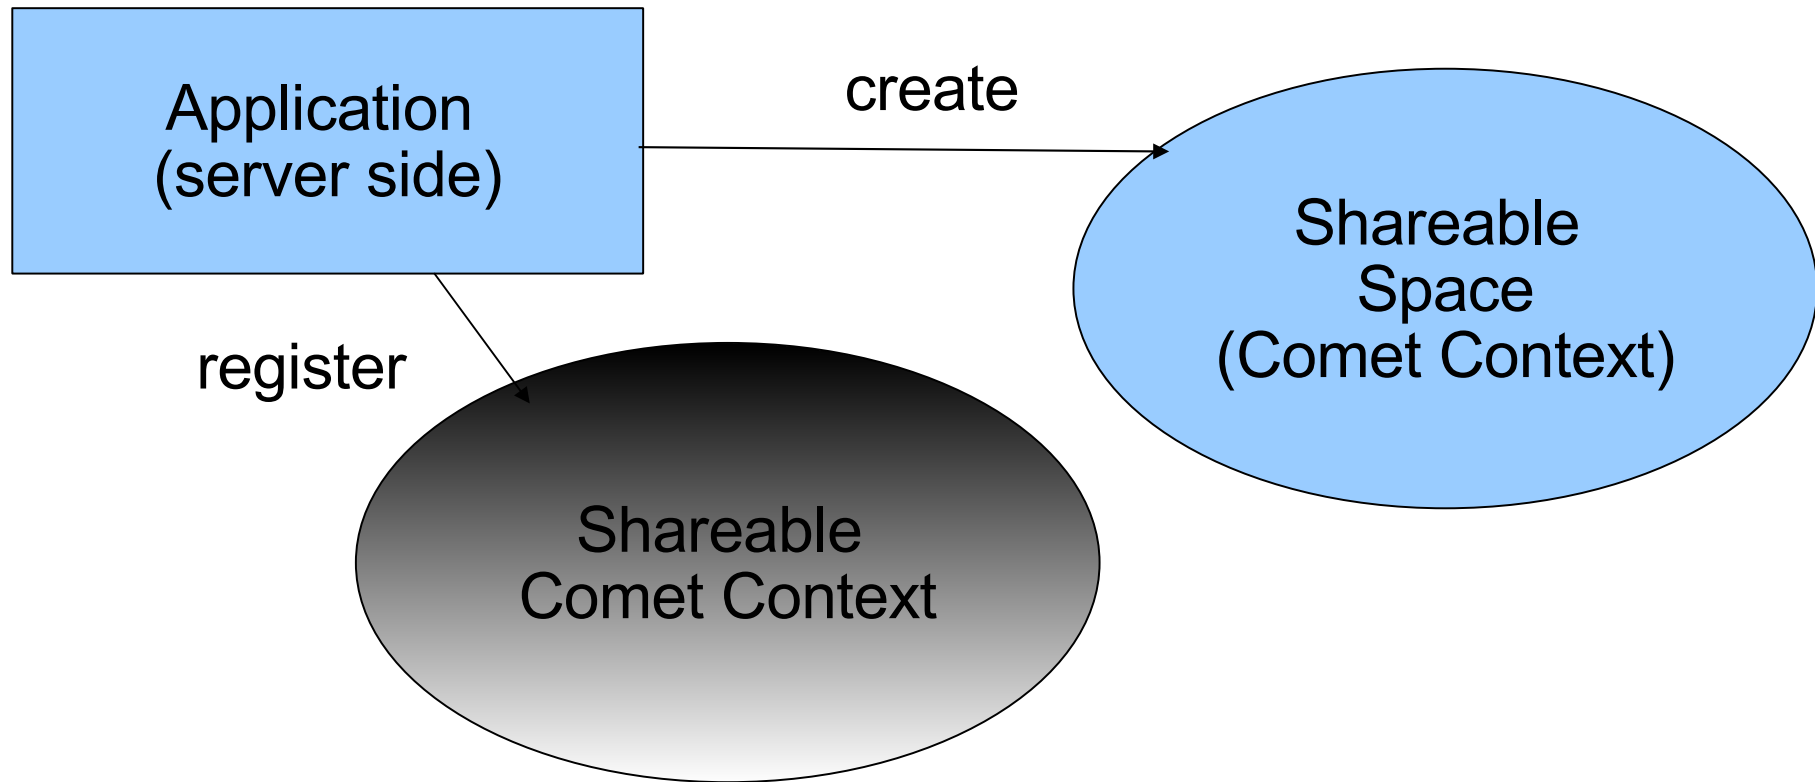 Application
(server side)
create
Shareable
Space
(Comet Context)
register
Shareable
Comet Context